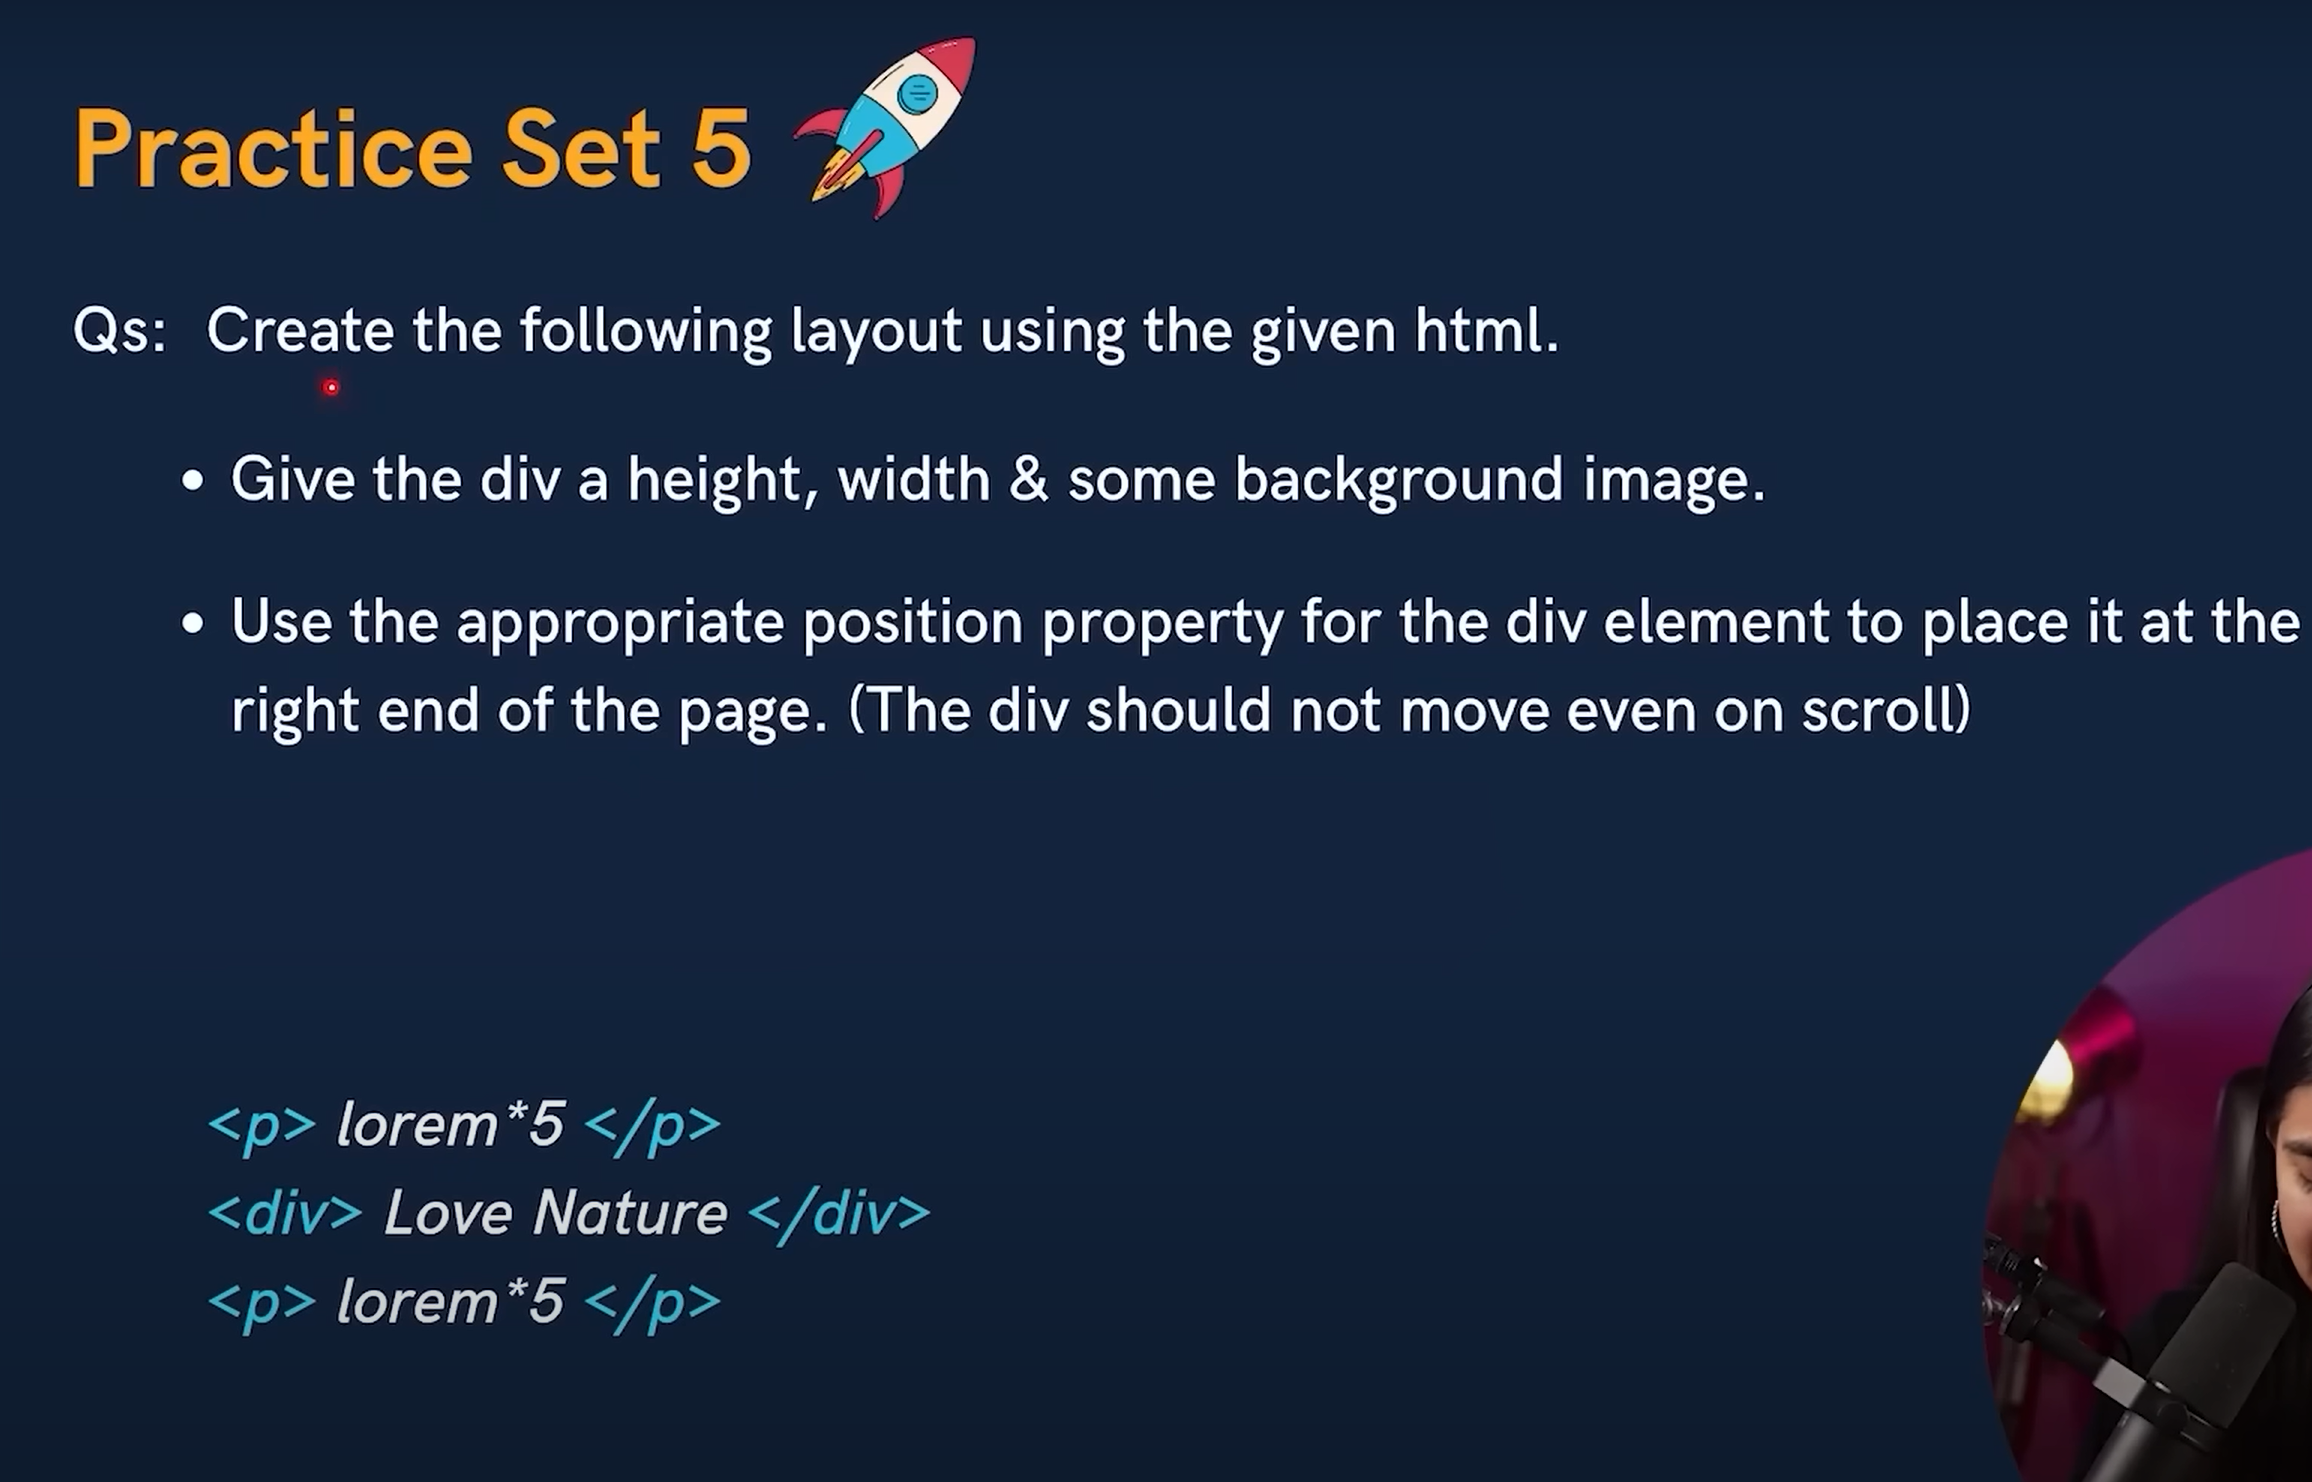 Practice Set 5
Qs: Create the following layout using the given html.
• Give the div a height, width & some background image.
• Use the appropriate position property for the div element to place it at the
right end of the page. (The div should not move even on scroll)
<p> lorem*5 </p>
<div> Love Nature </div>
<p> lorem*5 </p>